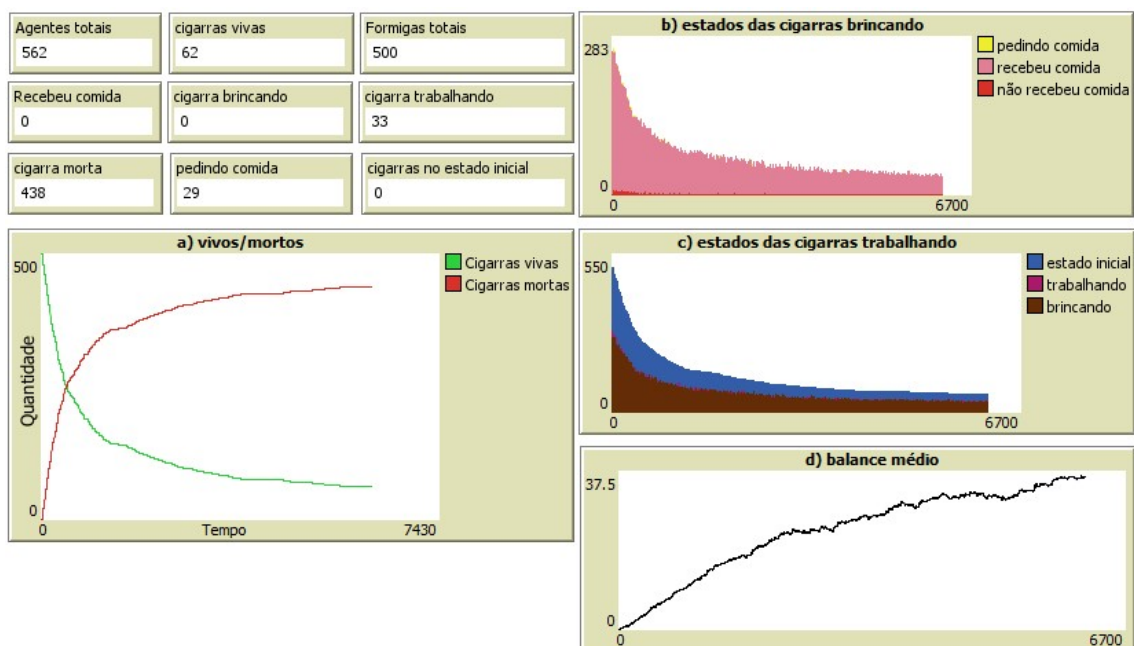 Agentes totais
562
cigarras vivas
62
Formigas totais
500
Recebeu comida
0
cigarra brincando
0
cigarra trabalhando
33
cigarra morta
438
pedindo comida
29
cigarras no estado inicial
0
b) estados das cigarras brincando
283
0
0
6700
pedindo comida
recebeu comida
não recebeu comida
a) vivos/mortos
500
Quantidade
0
0
Tempo
7430
Cigarras vivas
Cigarras mortas
c) estados das cigarras trabalhando
550
0
0
6700
estado inicial
trabalhando
brincando
d) balance médio
37.5
0
0
6700